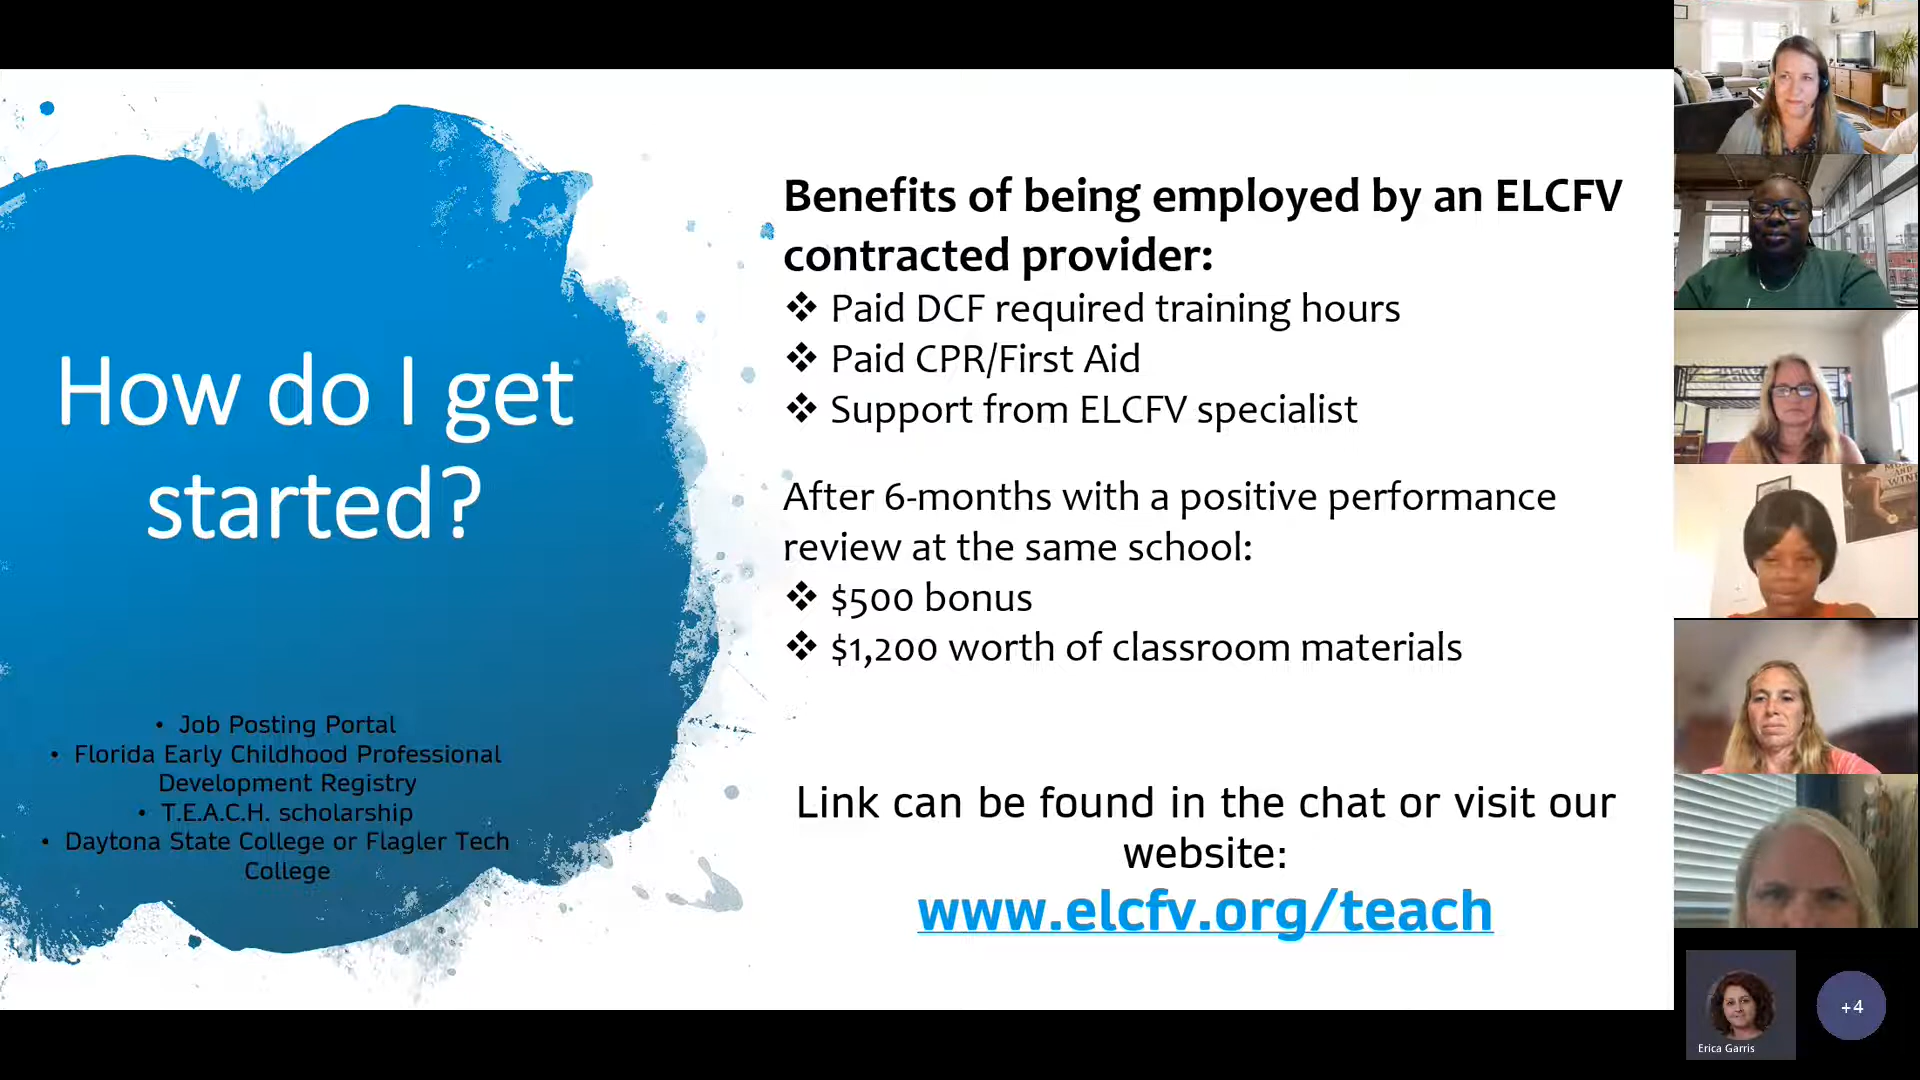 How do I get
started?
• Job Posting Portal
• Florida Early Childhood Professional
Development Registry
• T.E.A.C.H. scholarship
• Daytona State College or Flagler Tech
College
Benefits of being employed by an ELCFV
contracted provider:
❖ Paid DCF required training hours
❖ Paid CPR/First Aid
❖ Support from ELCFV specialist
After 6-months with a positive performance
review at the same school:
❖ $500 bonus
❖ $1,200 worth of classroom materials
Link can be found in the chat or visit our
website:
www.elcfv.org/teach
Erica Garris
+4